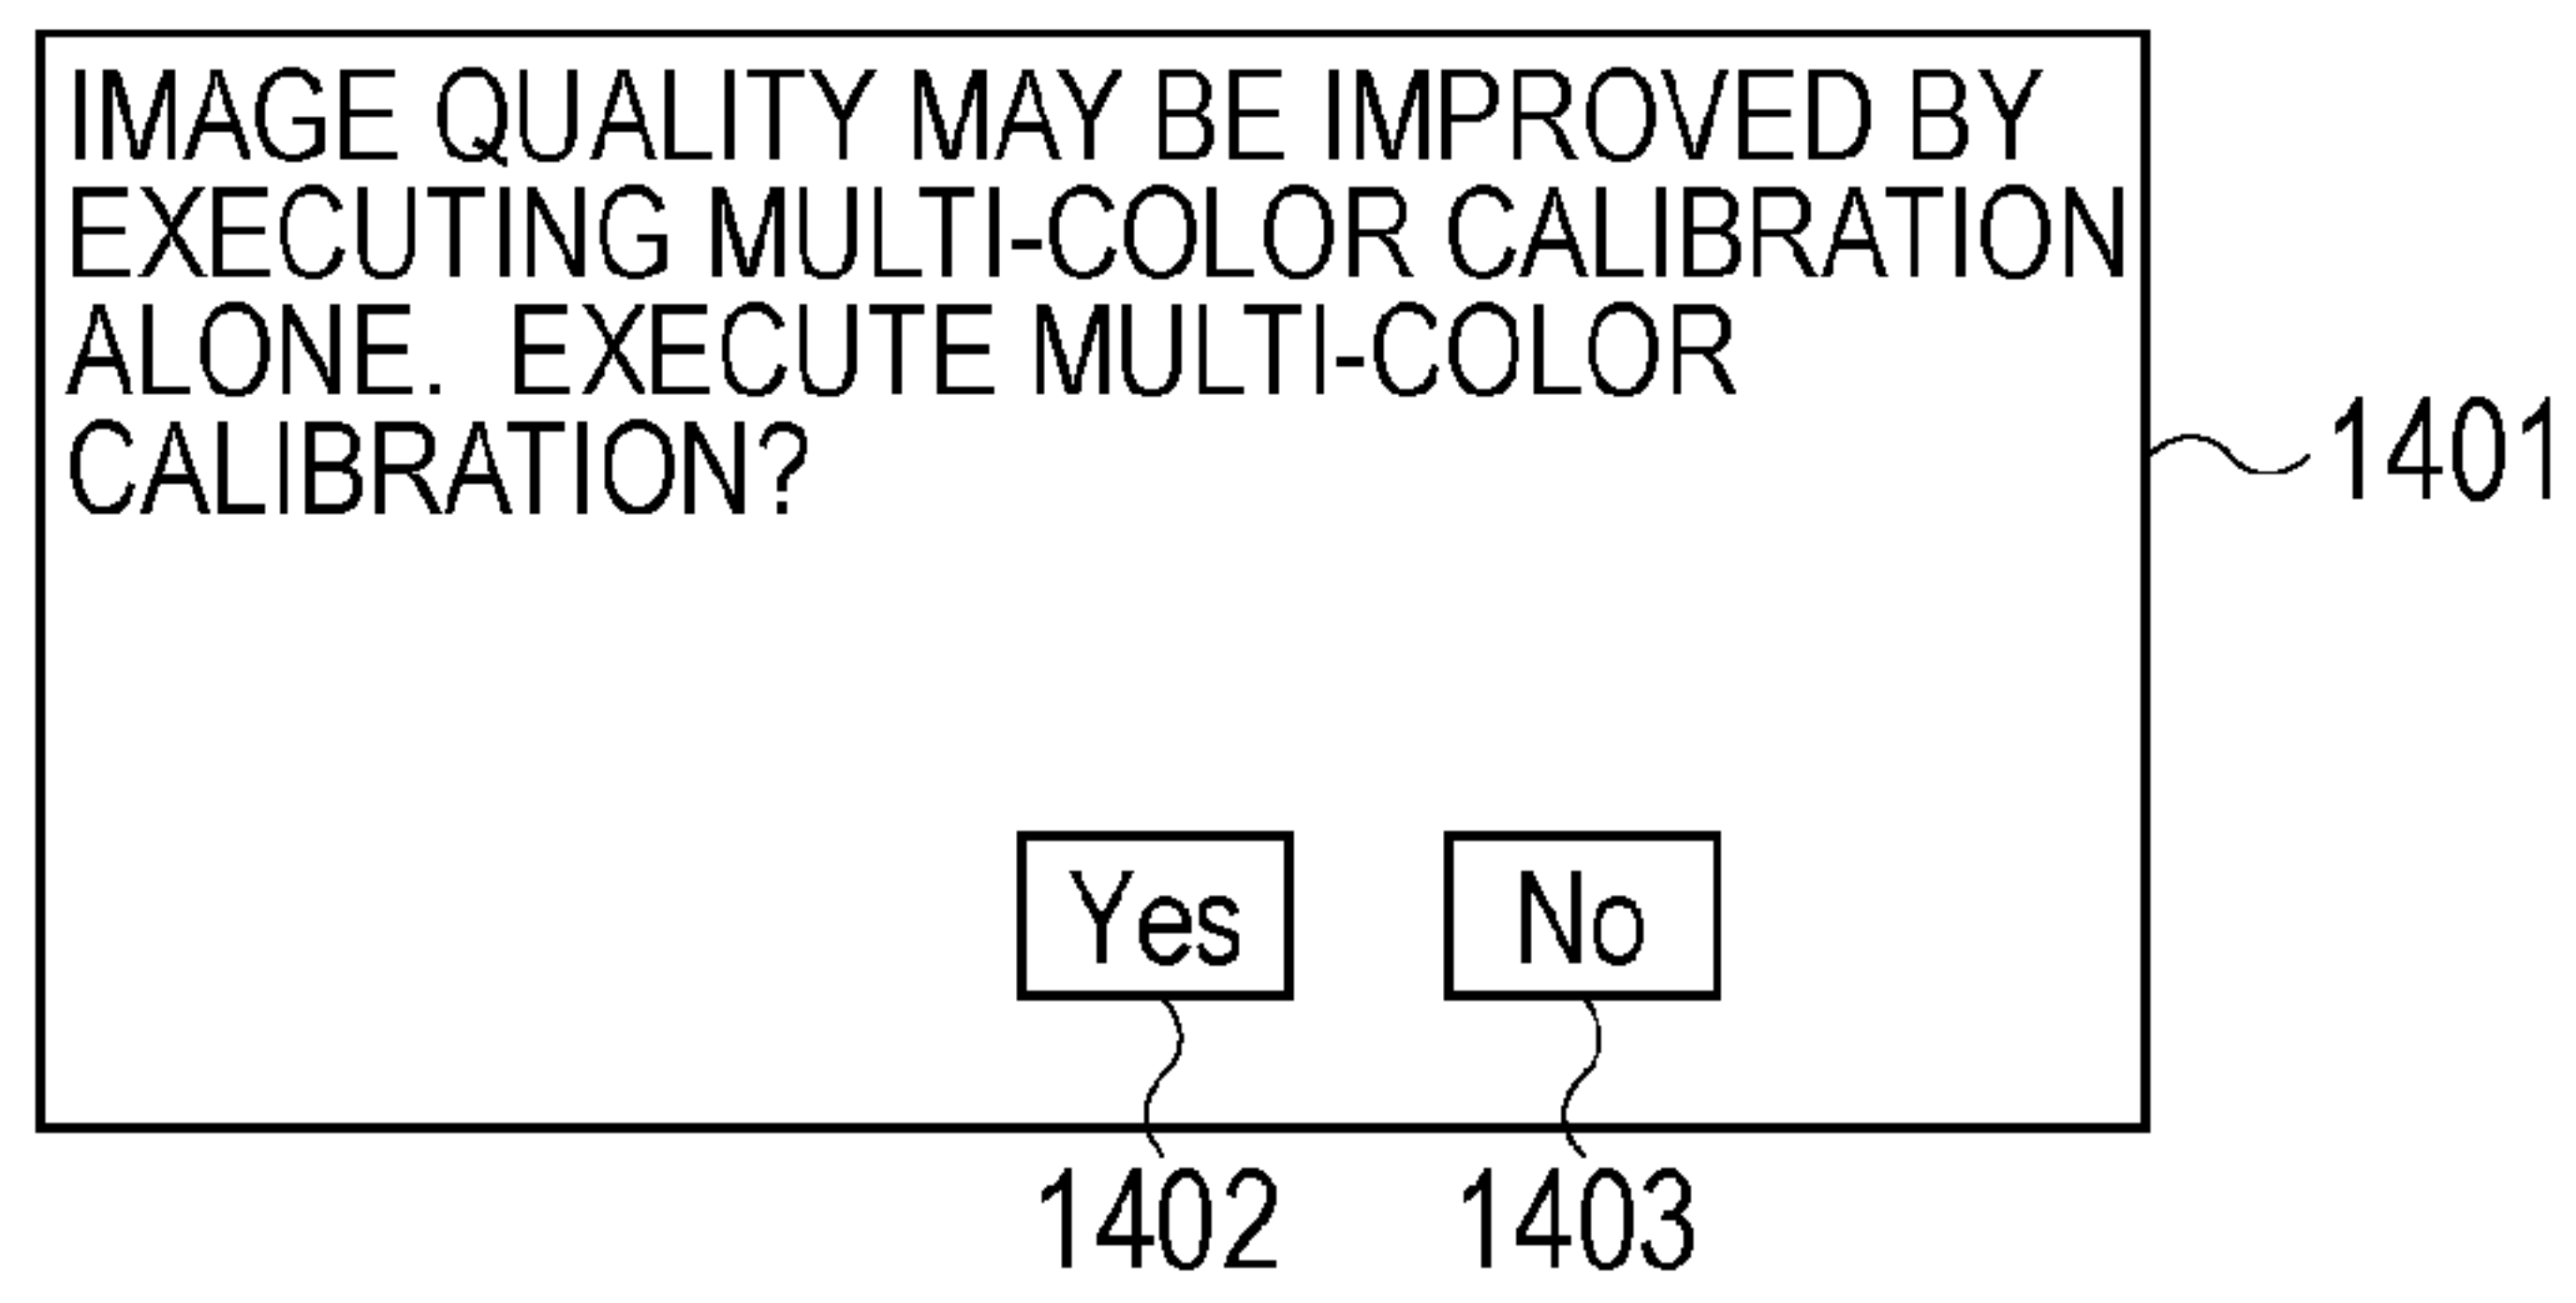 IMAGE QUALITY MAY BE IMPROVED BY
EXECUTING MULTI-COLOR CALIBRATION
ALONE. EXECUTE MULTI-COLOR
CALIBRATION?
1401
Yes
No
1402
1403